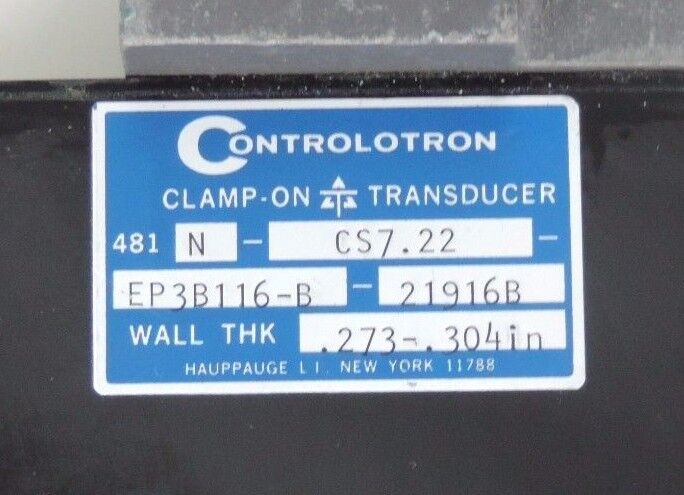 CONTROLOTRON
CLAMP-ON TRANSDUCER
481 N - CS7.22 -
EP3B116-B - 21916B
WALL THK .273-.304in
HAUPPAUGE L I. NEW YORK 11788